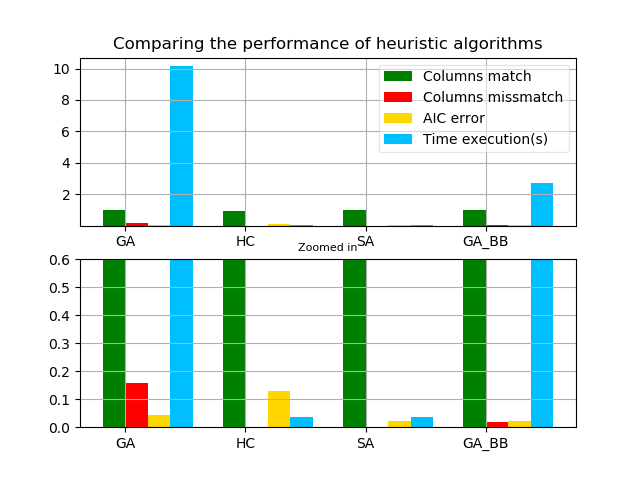 Comparing the performance of heuristic algorithms
10
8
6
4
2
Columns match
Columns missmatch
AIC error
Time execution(s)
GA HC SA GA_BB
Zoomed in
0.6
0.5
0.4
0.3
0.2
0.1
0.0
GA HC SA GA_BB